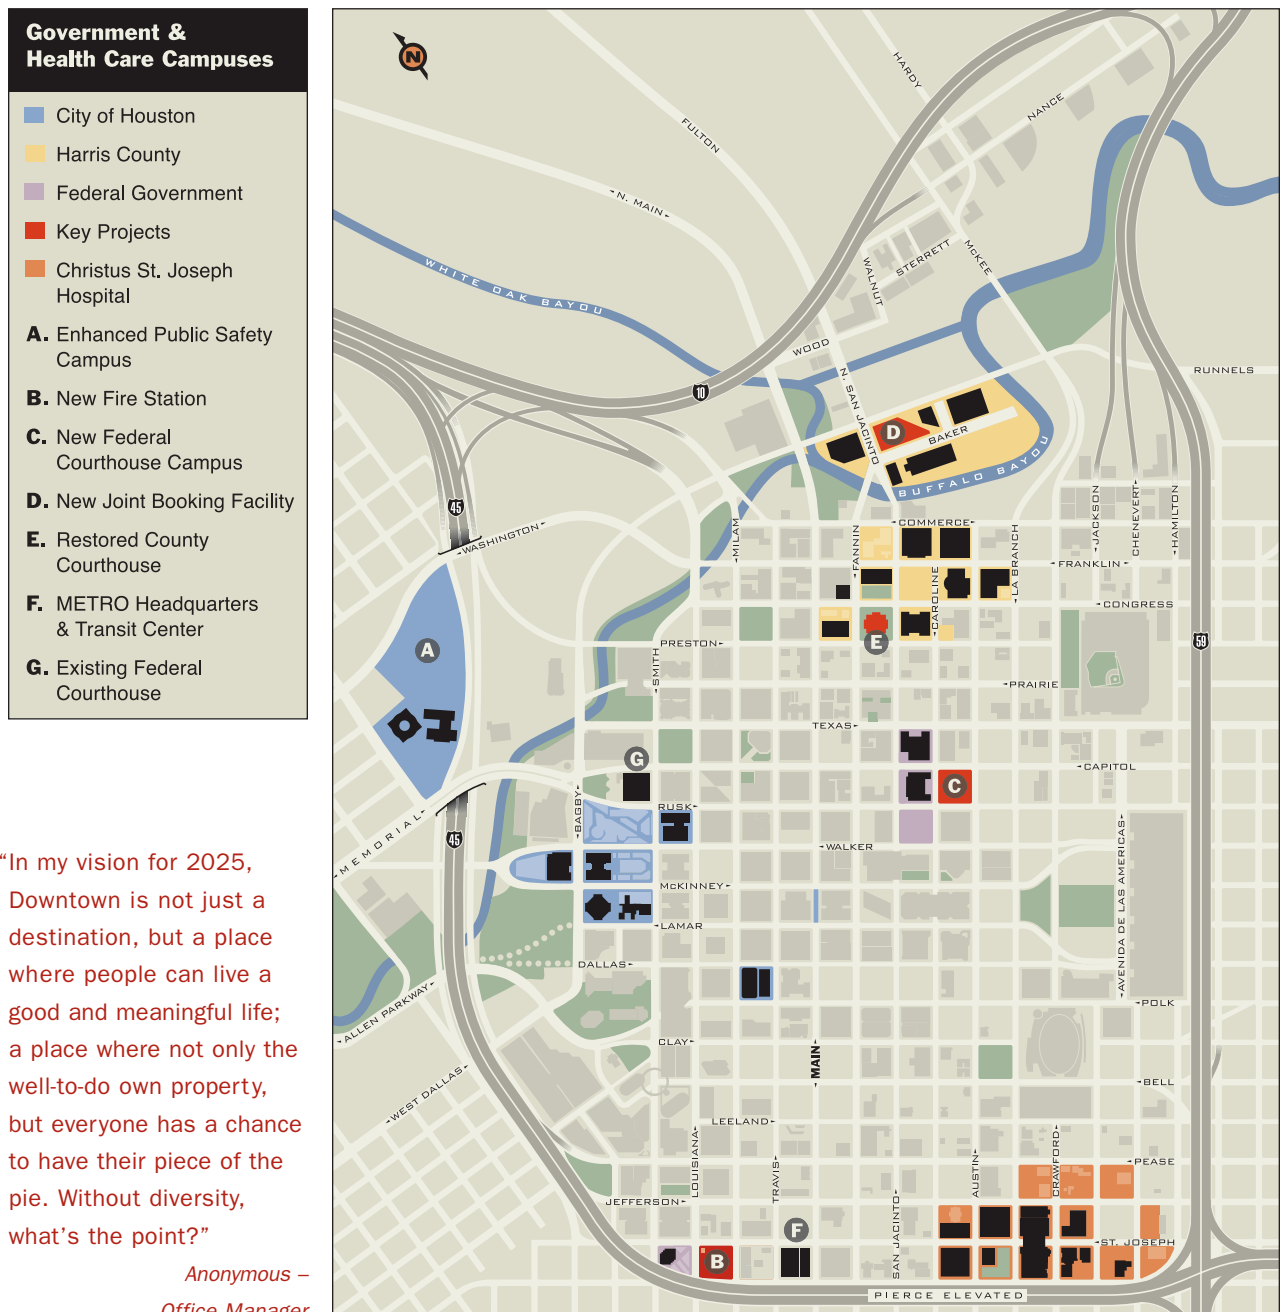 Government &
Health Care Campuses
City of Houston
Harris County
Federal Government
Key Projects
Christus St. Joseph
Hospital
A. Enhanced Public Safety
Campus
B. New Fire Station
C. New Federal
Courthouse Campus
D. New Joint Booking Facility
E. Restored County
Courthouse
F. METRO Headquarters
& Transit Center
G. Existing Federal
Courthouse
“In my vision for 2025,
Downtown is not just a
destination, but a place
where people can live a
good and meaningful life;
a place where not only the
well-to-do own property,
but everyone has a chance
to have their piece of the
pie. Without diversity,
what’s the point?”
Anonymous –
Office Manager
N
HARDY
NANCE
FULTON
N. MAIN
STERRETT
McKEE
WALNUT
WHITE OAK BAYOU
WOOD
RUNNELS
10
N. SAN JACINTO
D
BAKER
BUFFALO BAYOU
45
WASHINGTON
MILAM
FANNIN
COMMERCE
LA BRANCH
JACKSON
CHENEVERT
HAMILTON
FRANKLIN
CAROLINE
CONGRESS
A
PRESTON
E
59
SMITH
PRAIRIE
TEXAS
G
CAPITOL
C
RUSK
BAGBY
MEMORIAL
45
WALKER
McKINNEY
AVENIDA DE LAS AMERICAS
LAMAR
DALLAS
ALLEN PARKWAY
POLK
CLAY
MAIN
WEST DALLAS
BELL
LEELAND
LOUISIANA
TRAVIS
AUSTIN
CRAWFORD
PEASE
JEFFERSON
SAN JACINTO
F
ST. JOSEPH
B
PIERCE ELEVATED